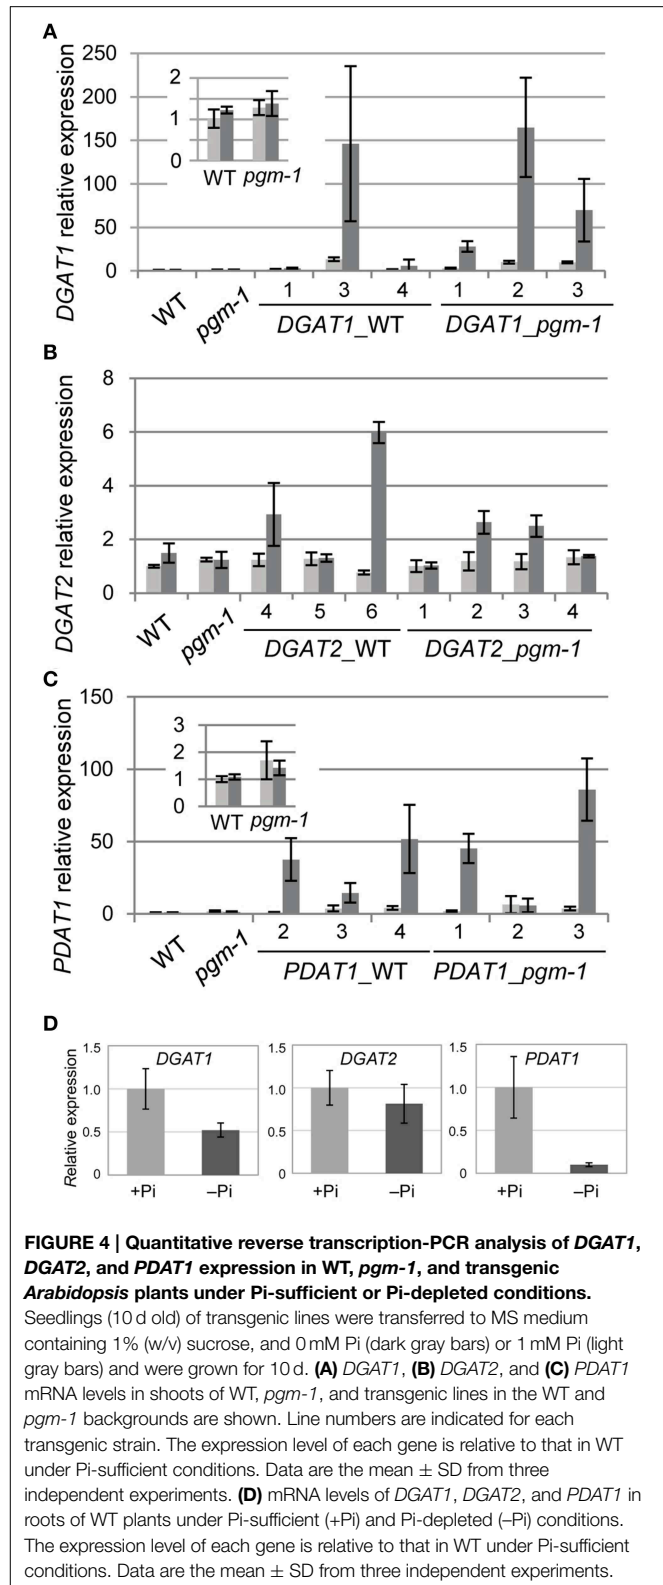 A
DGAT1 relative expression
250
200
150
100
50
0
2
1
0
WT pgm-1
WT pgm-1 1 3 4 1 2 3
DGAT1_WT DGAT1_pgm-1
B
DGAT2 relative expression
8
6
4
2
0
WT pgm-1 4 5 6 1 2 3 4
DGAT2_WT DGAT2_pgm-1
C
PDAT1 relative expression
150
100
50
0
3
2
1
0
WT pgm-1
WT pgm-1 2 3 4 1 2 3
PDAT1_WT PDAT1_pgm-1
D
Relative expression
1.5
1.0
0.5
0
DGAT1
+Pi –Pi
1.5
1.0
0.5
0
DGAT2
+Pi –Pi
1.5
1.0
0.5
0
PDAT1
+Pi –Pi
FIGURE 4 | Quantitative reverse transcription-PCR analysis of DGAT1,
DGAT2, and PDAT1 expression in WT, pgm-1, and transgenic
Arabidopsis plants under Pi-sufficient or Pi-depleted conditions.
Seedlings (10 d old) of transgenic lines were transferred to MS medium
containing 1% (w/v) sucrose, and 0 mM Pi (dark gray bars) or 1 mM Pi (light
gray bars) and were grown for 10 d. (A) DGAT1, (B) DGAT2, and (C) PDAT1
mRNA levels in shoots of WT, pgm-1, and transgenic lines in the WT and
pgm-1 backgrounds are shown. Line numbers are indicated for each
transgenic strain. The expression level of each gene is relative to that in WT
under Pi-sufficient conditions. Data are the mean ± SD from three
independent experiments. (D) mRNA levels of DGAT1, DGAT2, and PDAT1 in
roots of WT plants under Pi-sufficient (+Pi) and Pi-depleted (–Pi) conditions.
The expression level of each gene is relative to that in WT under Pi-sufficient
conditions. Data are the mean ± SD from three independent experiments.